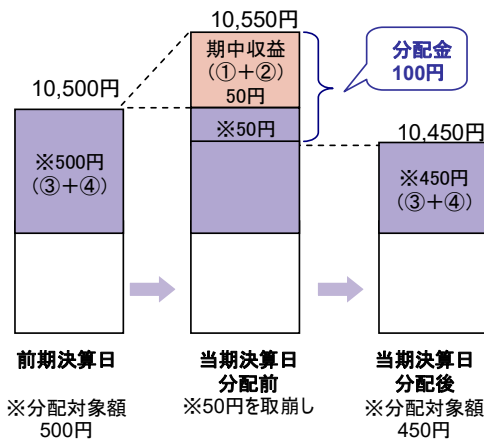 10,550円
期中収益
(①+②)
50円
分配金
100円
10,500円
※50円
10,450円
※500円
(③+④)
※450円
(③+④)
前期決算日
当期決算日
分配前
当期決算日
分配後
※分配対象額
500円
※50円を取崩し
※分配対象額
450円